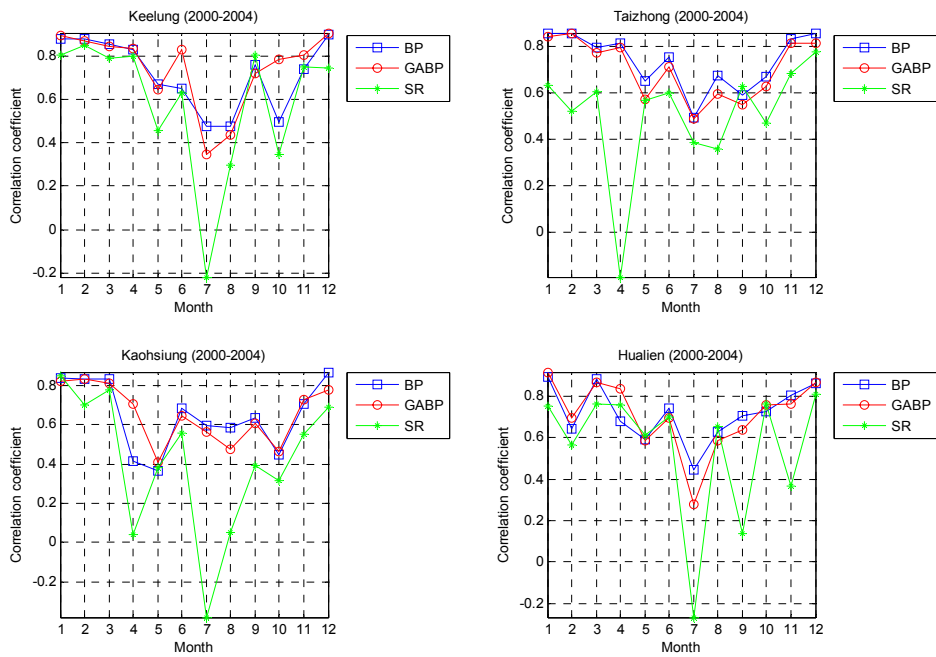 Keelung (2000-2004)
Correlation coefficient
0.8
0.6
0.4
0.2
0
-0.2
1 2 3 4 5 6 7 8 9 10 11 12
Month
BP
GABP
SR
Taizhong (2000-2004)
Correlation coefficient
0.8
0.6
0.4
0.2
0
1 2 3 4 5 6 7 8 9 10 11 12
Month
BP
GABP
SR
Kaohsiung (2000-2004)
Correlation coefficient
0.8
0.6
0.4
0.2
0
-0.2
1 2 3 4 5 6 7 8 9 10 11 12
Month
BP
GABP
SR
Hualien (2000-2004)
Correlation coefficient
0.8
0.6
0.4
0.2
0
-0.2
1 2 3 4 5 6 7 8 9 10 11 12
Month
BP
GABP
SR